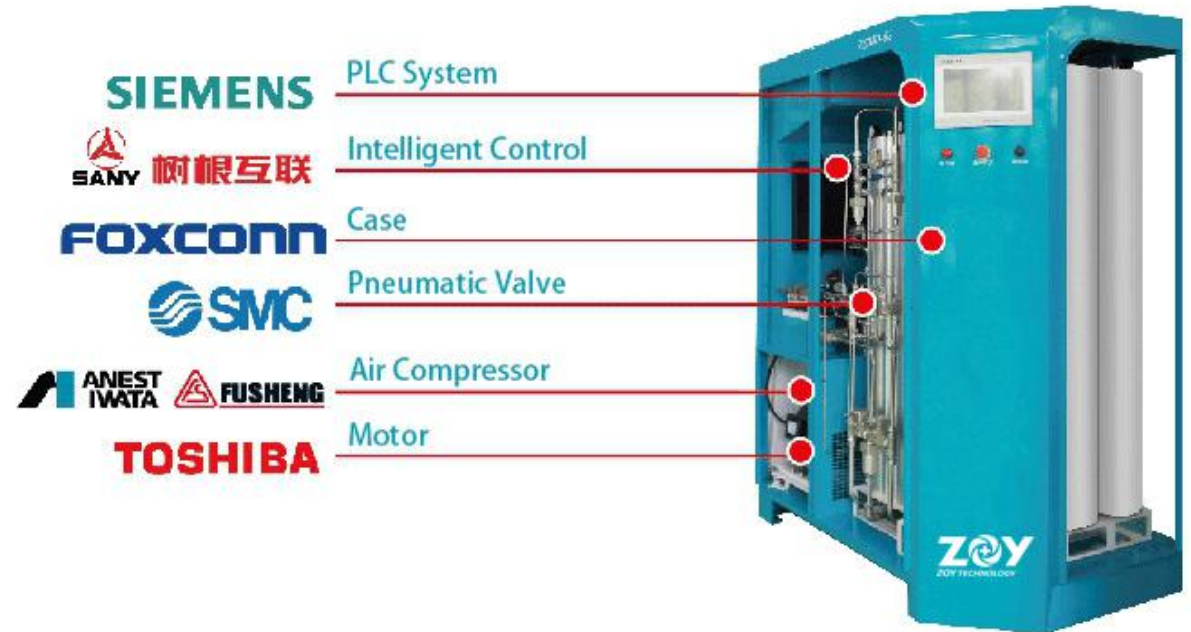 SIEMENS
PLC System
SANY 树根互联
Intelligent Control
FOXCONN
Case
SMC
Pneumatic Valve
ANEST IWATA
FUSHENG
Air Compressor
TOSHIBA
Motor
ZOY
ZOY TECHNOLOGY